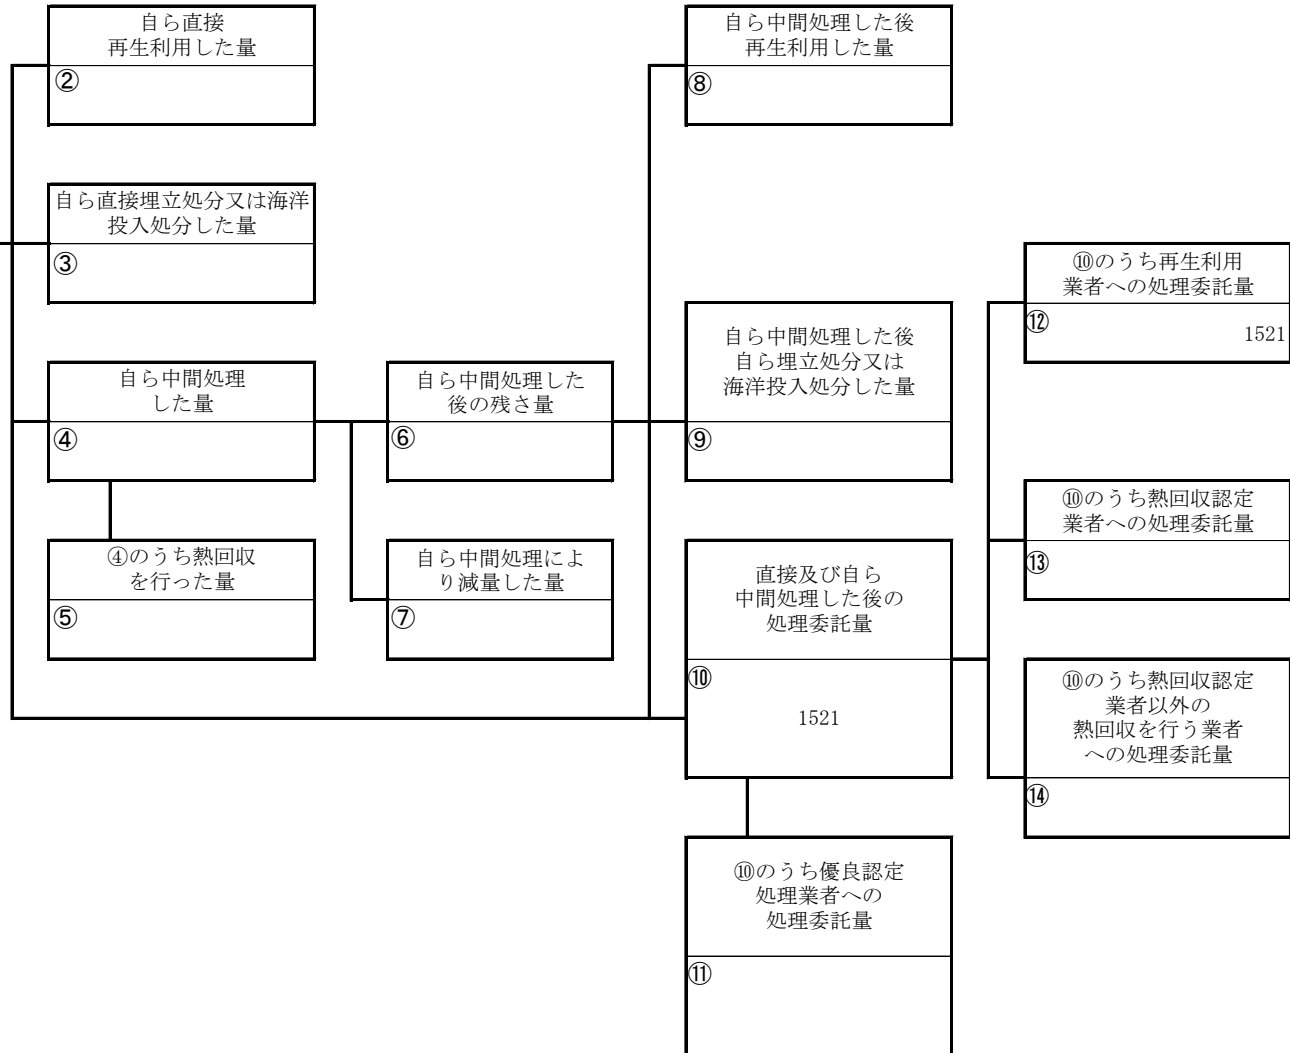 自ら直接
再生利用した量
②
自ら直接埋立処分又は海洋
投入処分した量
③
自ら中間処理
した量
④
④のうち熱回収
を行った量
⑤
自ら中間処理した
後の残さ量
⑥
自ら中間処理によ
り減量した量
⑦
自ら中間処理した後
再生利用した量
⑧
自ら中間処理した後
自ら埋立処分又は
海洋投入処分した量
⑨
直接及び自ら
中間処理した後の
処理委託量
⑩
1521
⑩のうち優良認定
処理業者への
処理委託量
⑪
⑩のうち再生利用
業者への処理委託量
⑫
1521
⑩のうち熱回収認定
業者への処理委託量
⑬
⑩のうち熱回収認定
業者以外の
熱回収を行う業者
への処理委託量
⑭